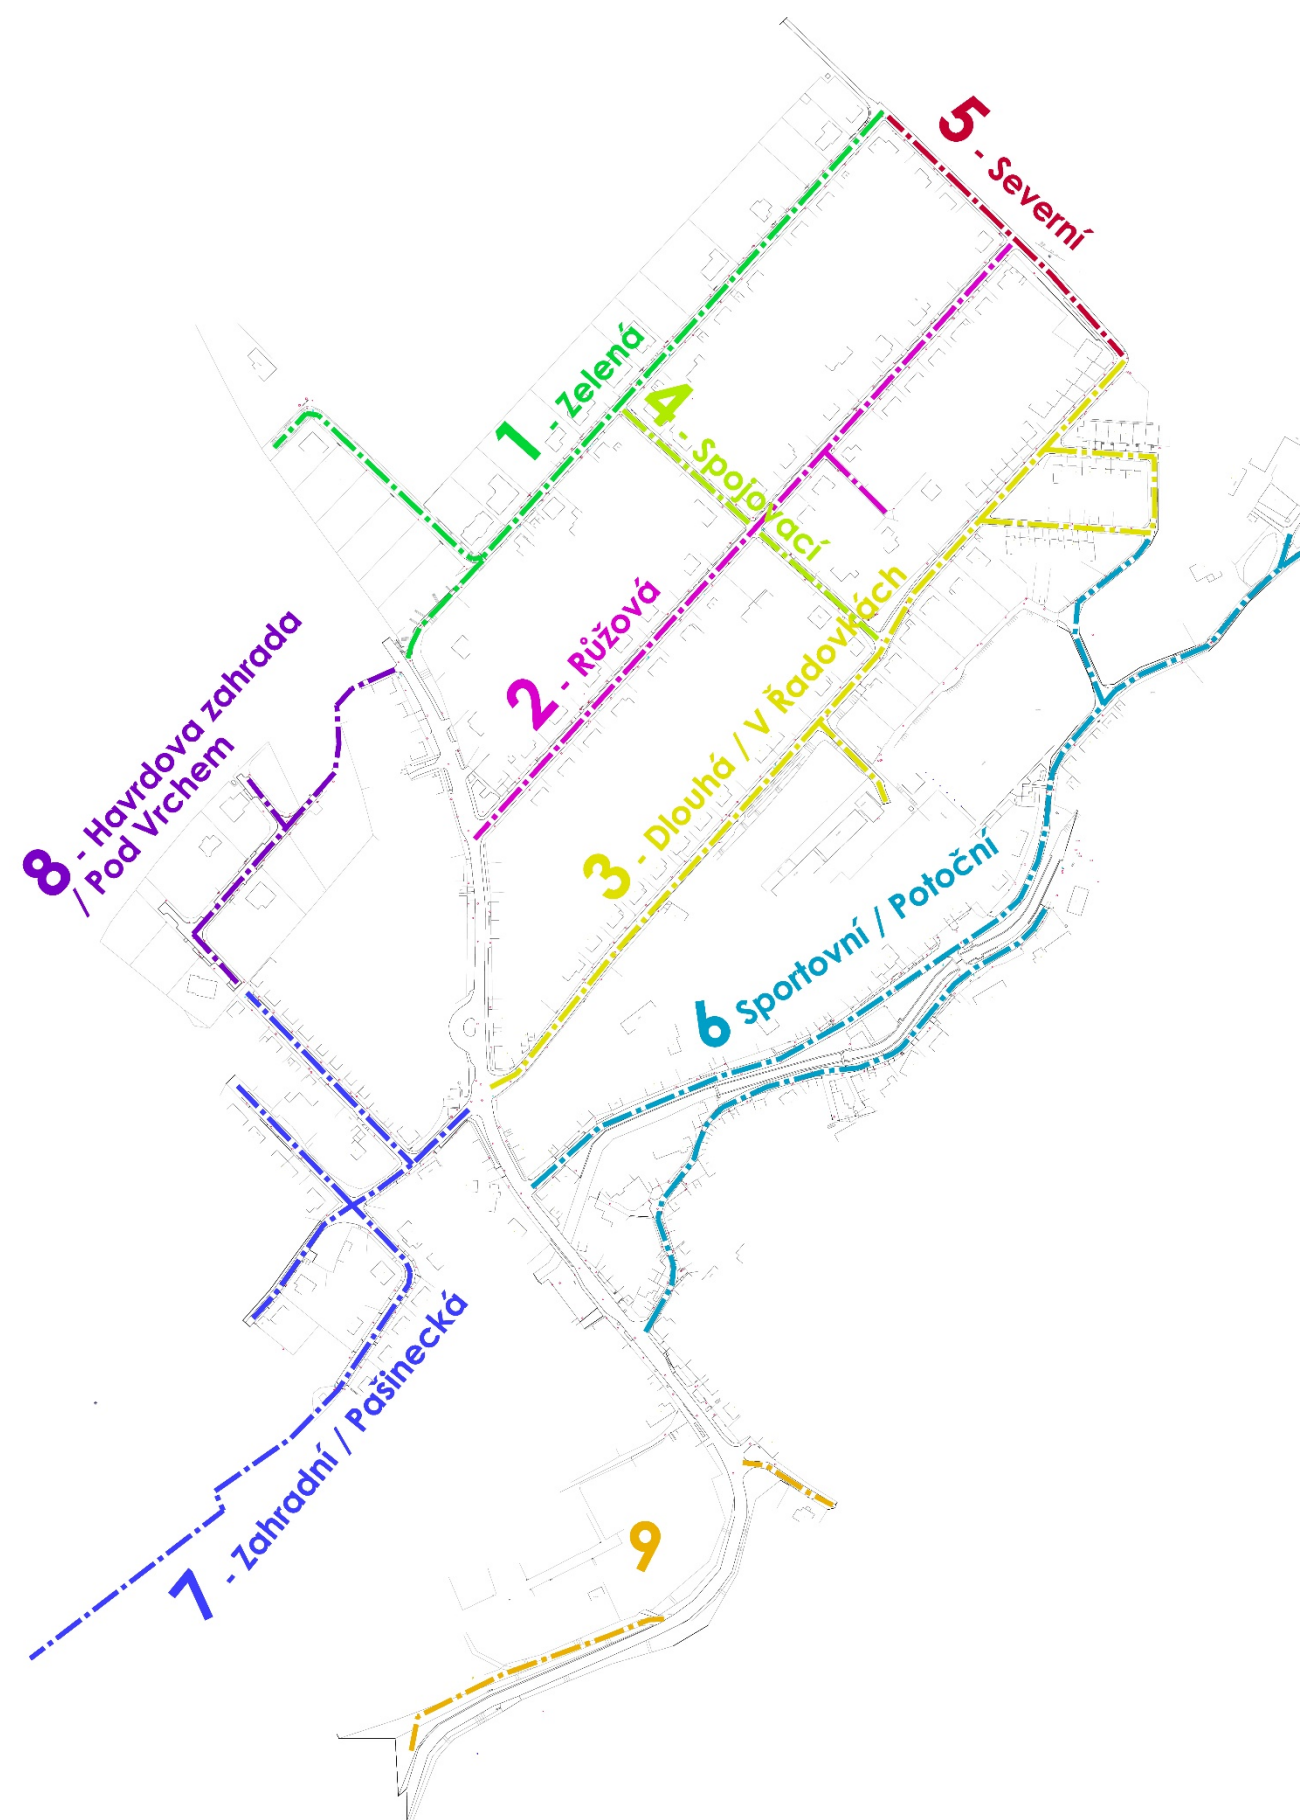 5 - Severní
1 - Zelená
4 - Spojovací
2 - Růžová
3 - Dlouhá / V Řadovkách
8 - Havrdova zahrada
/ Pod Vrchem
6 Sportovní / Potoční
7 - Zahradní / Pašinecká
9